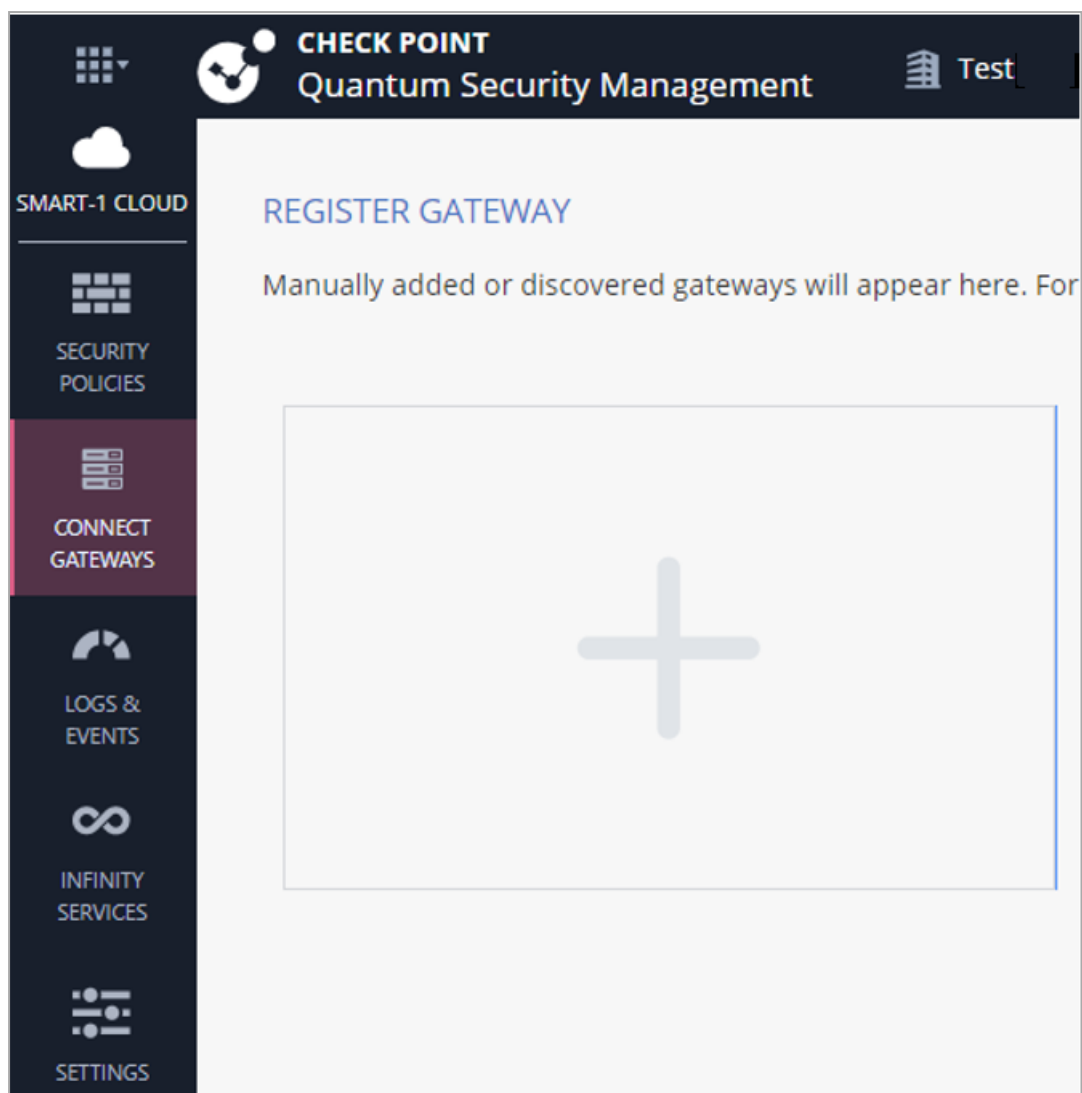 CHECK POINT
Quantum Security Management
Test
SMART-1 CLOUD
SECURITY
POLICIES
CONNECT
GATEWAYS
LOGS &
EVENTS
INFINITY
SERVICES
SETTINGS
REGISTER GATEWAY
Manually added or discovered gateways will appear here. For